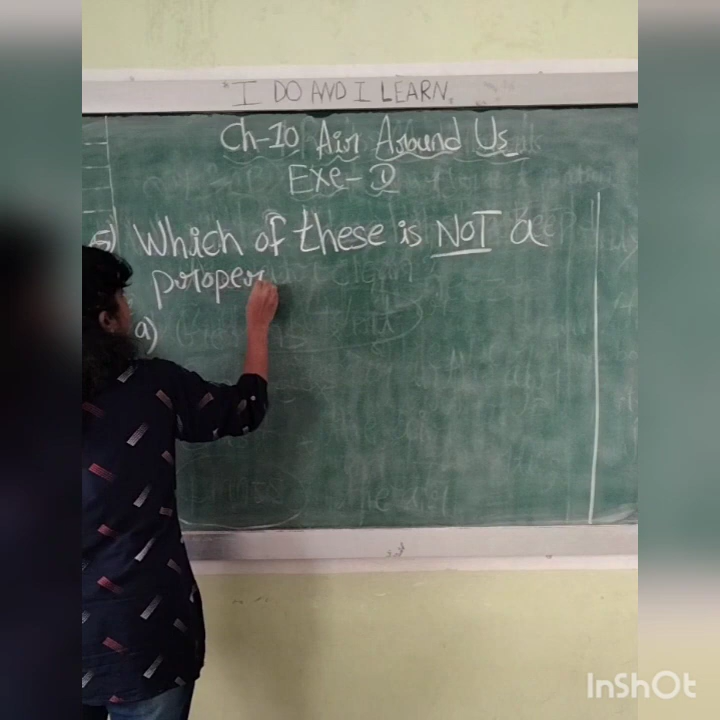 I DO AND I LEARN.
Ch-10 Air Around Us
Exe-D
5) Which of these is NOT a
proper
a)
InShOt